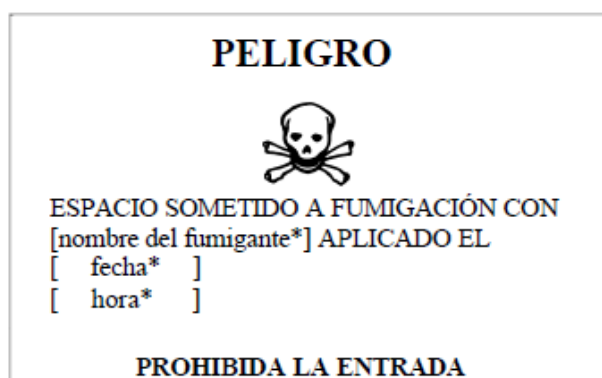 PELIGRO
ESPACIO SOMETIDO A FUMIGACIÓN CON
[nombre del fumigante*] APLICADO EL
[ fecha* ]
[ hora* ]
PROHIBIDA LA ENTRADA